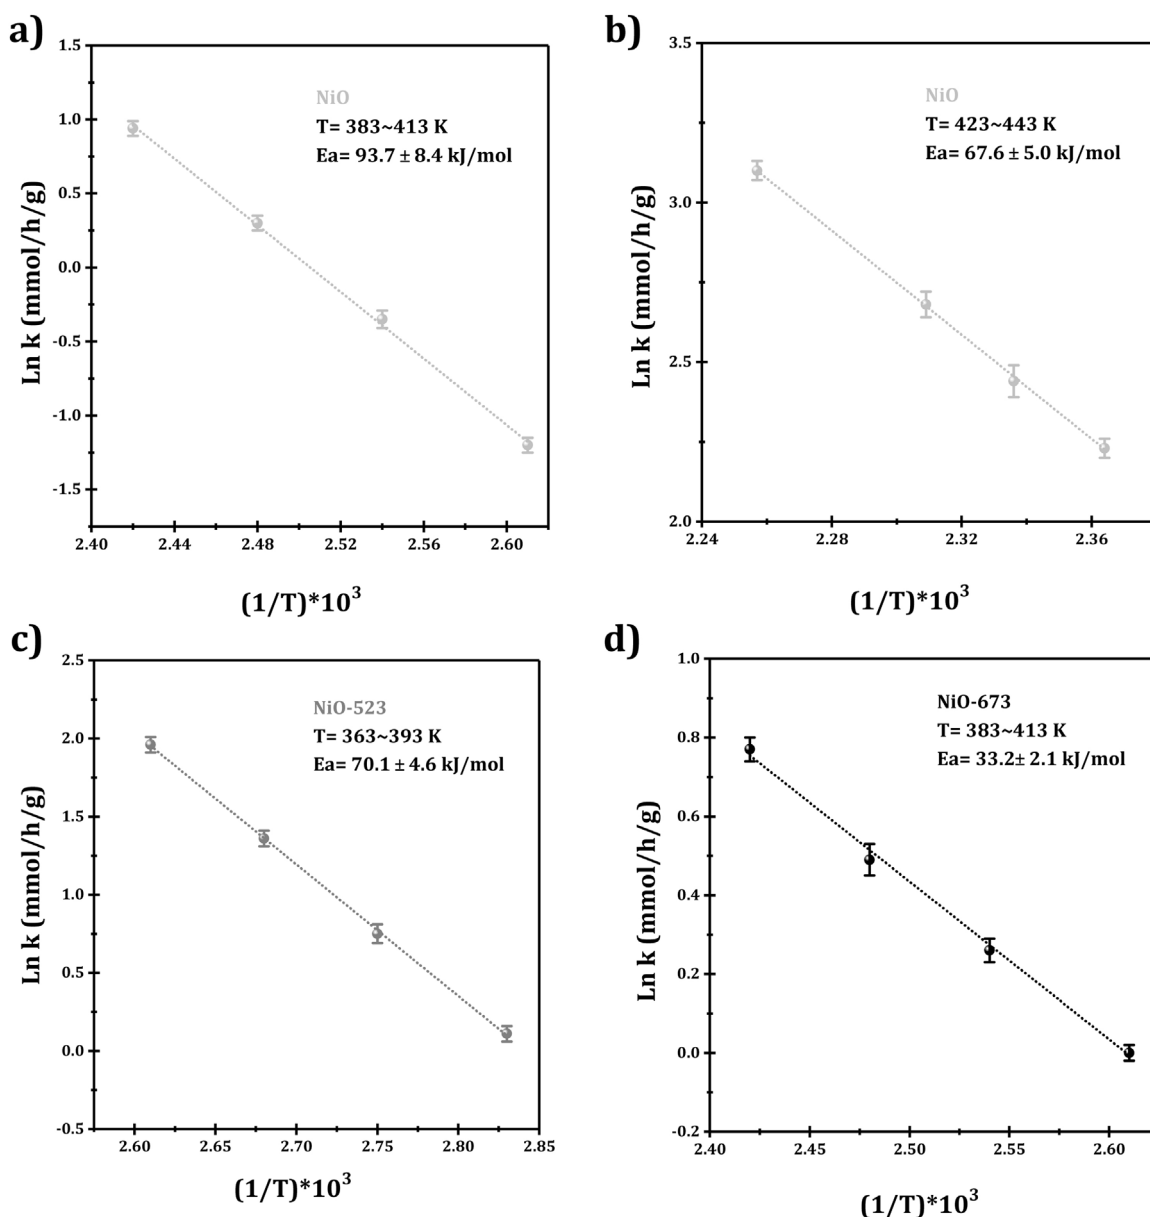 a)
1.5
1.0
0.5
0.0
-0.5
-1.0
-1.5
Ln k (mmol/h/g)
NiO
T= 383~413 K
Ea= 93.7 ± 8.4 kJ/mol
2.40 2.44 2.48 2.52 2.56 2.60
(1/T)*10³
b)
3.5
3.0
2.5
2.0
Ln k (mmol/h/g)
NiO
T= 423~443 K
Ea= 67.6 ± 5.0 kJ/mol
2.24 2.28 2.32 2.36
(1/T)*10³
c)
2.5
2.0
1.5
1.0
0.5
0.0
-0.5
Ln k (mmol/h/g)
NiO-523
T= 363~393 K
Ea= 70.1 ± 4.6 kJ/mol
2.60 2.65 2.70 2.75 2.80 2.85
(1/T)*10³
d)
1.0
0.8
0.6
0.4
0.2
0.0
-0.2
Ln k (mmol/h/g)
NiO-673
T= 383~413 K
Ea= 33.2± 2.1 kJ/mol
2.40 2.45 2.50 2.55 2.60
(1/T)*10³